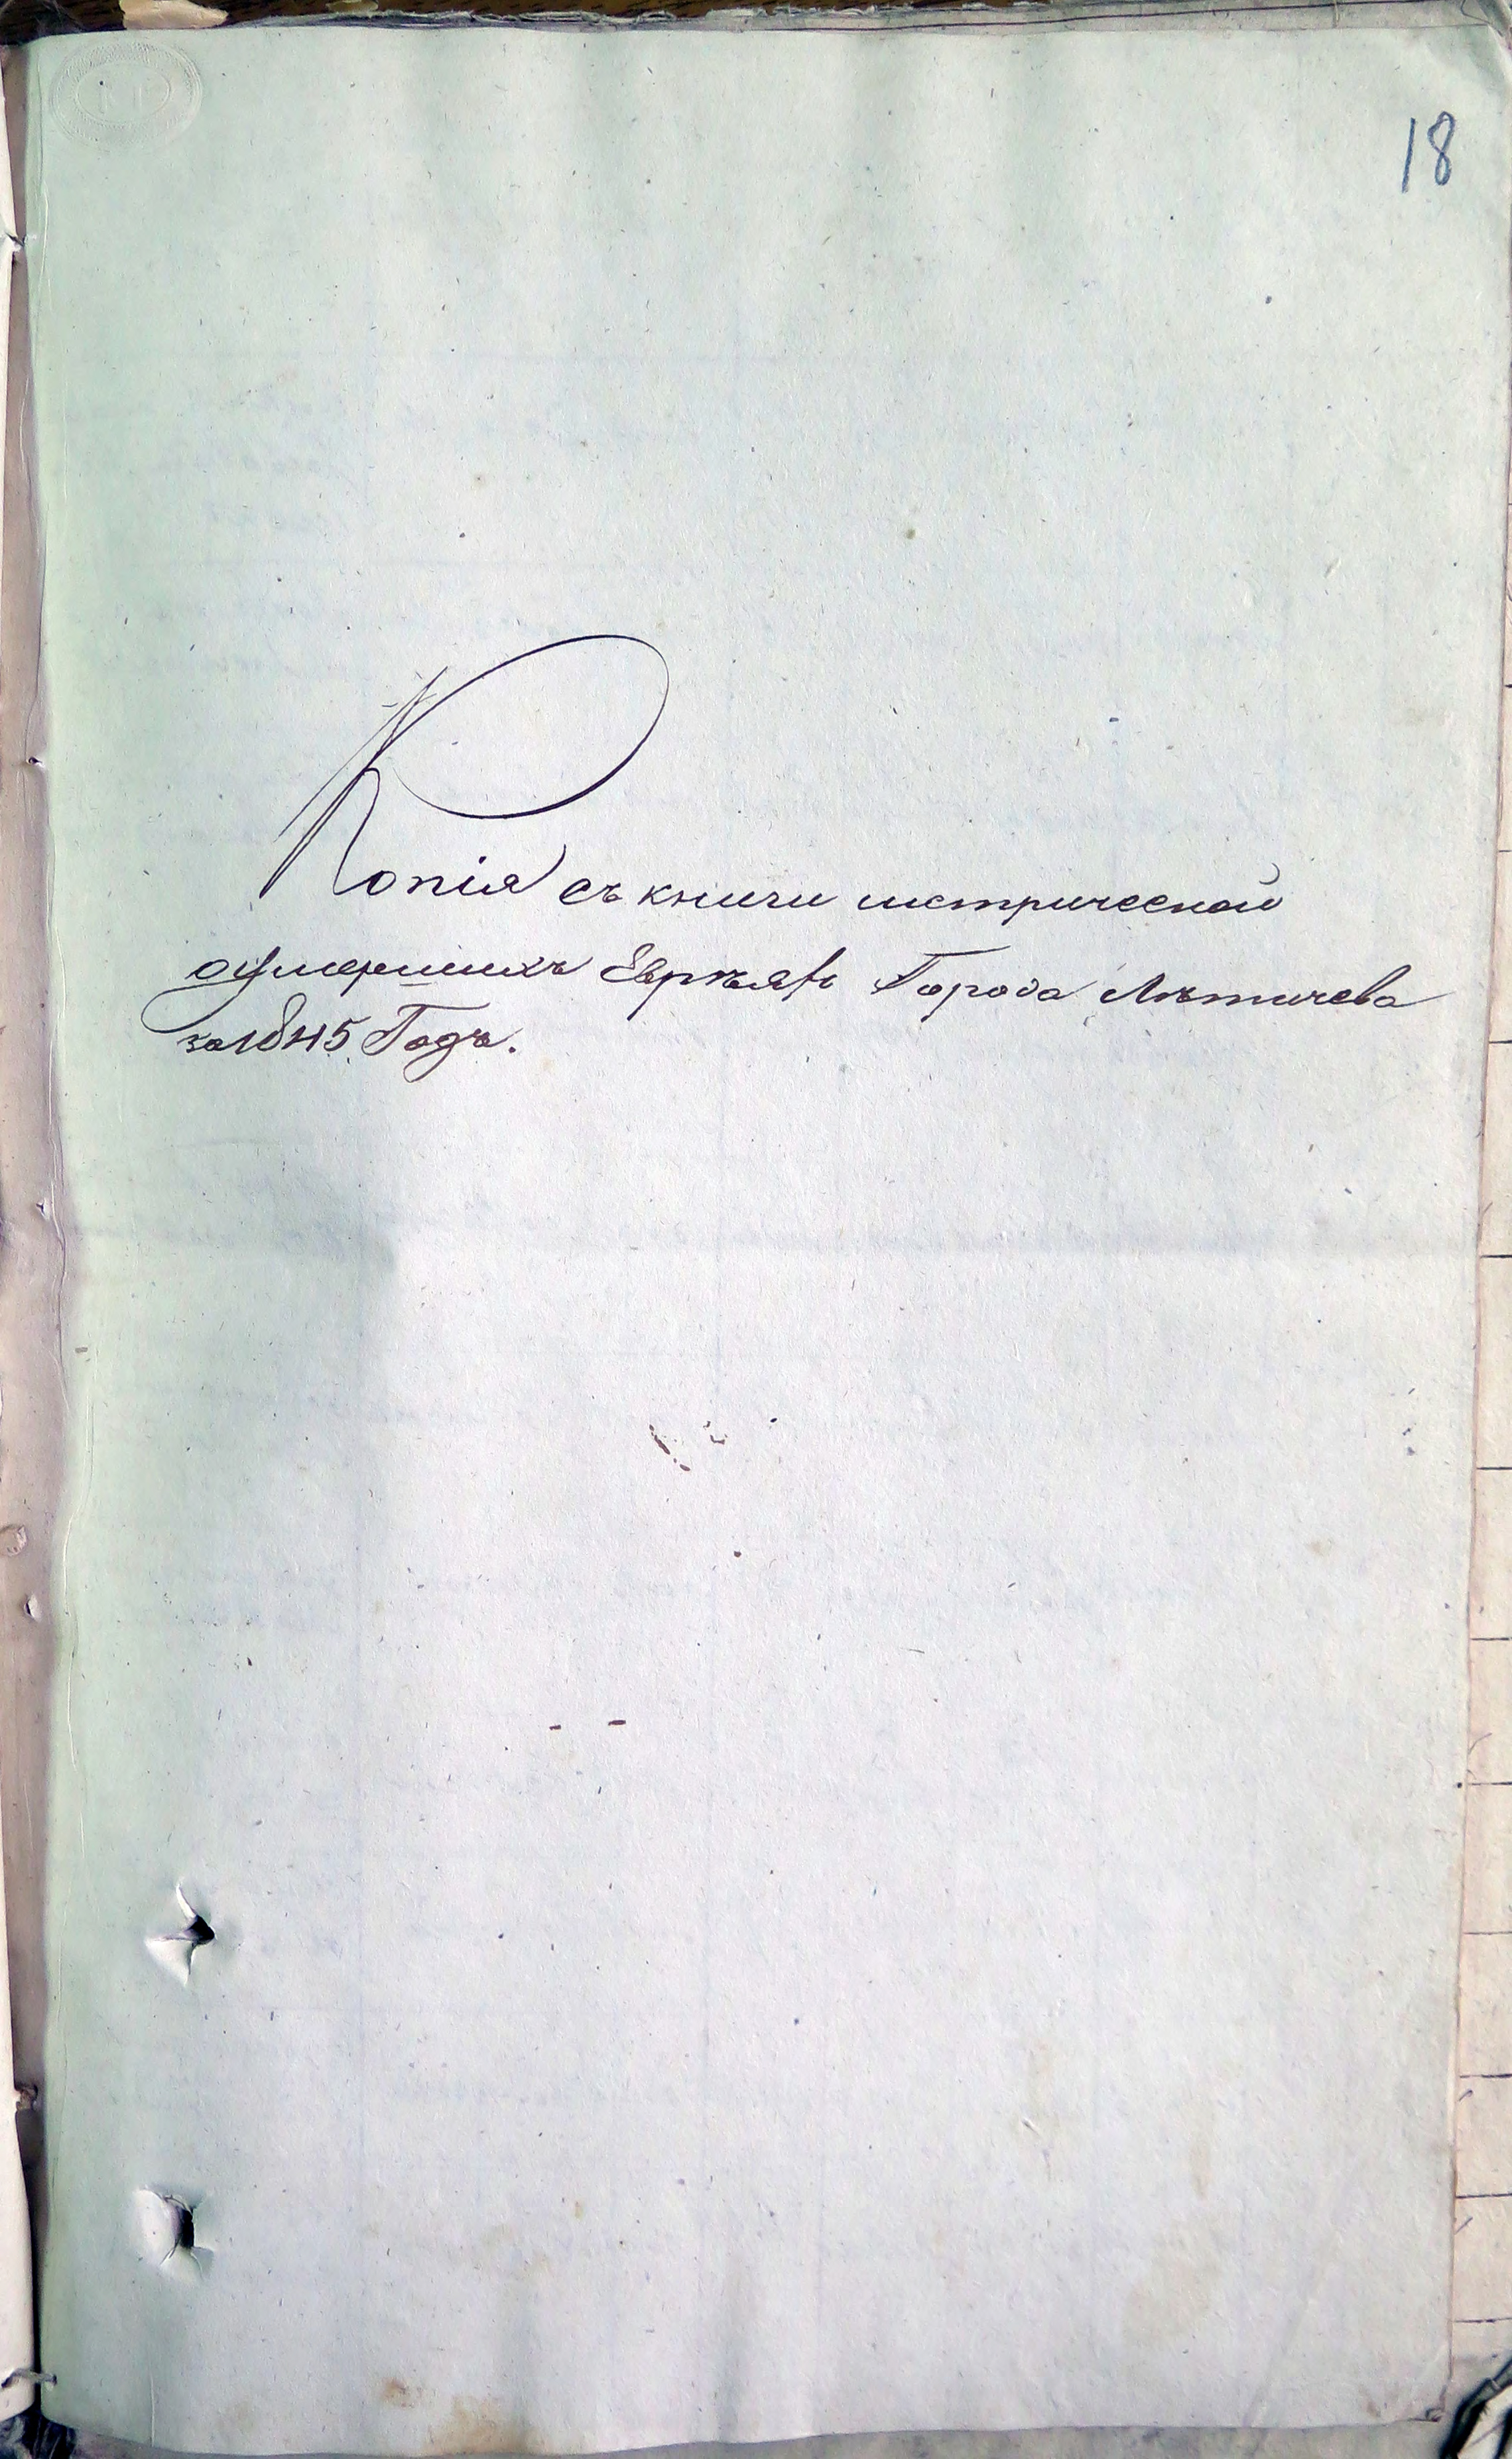 18
Копія съ книги метрической
о умершихъ Евреяхъ Города Летичева
за 1845 Годъ.